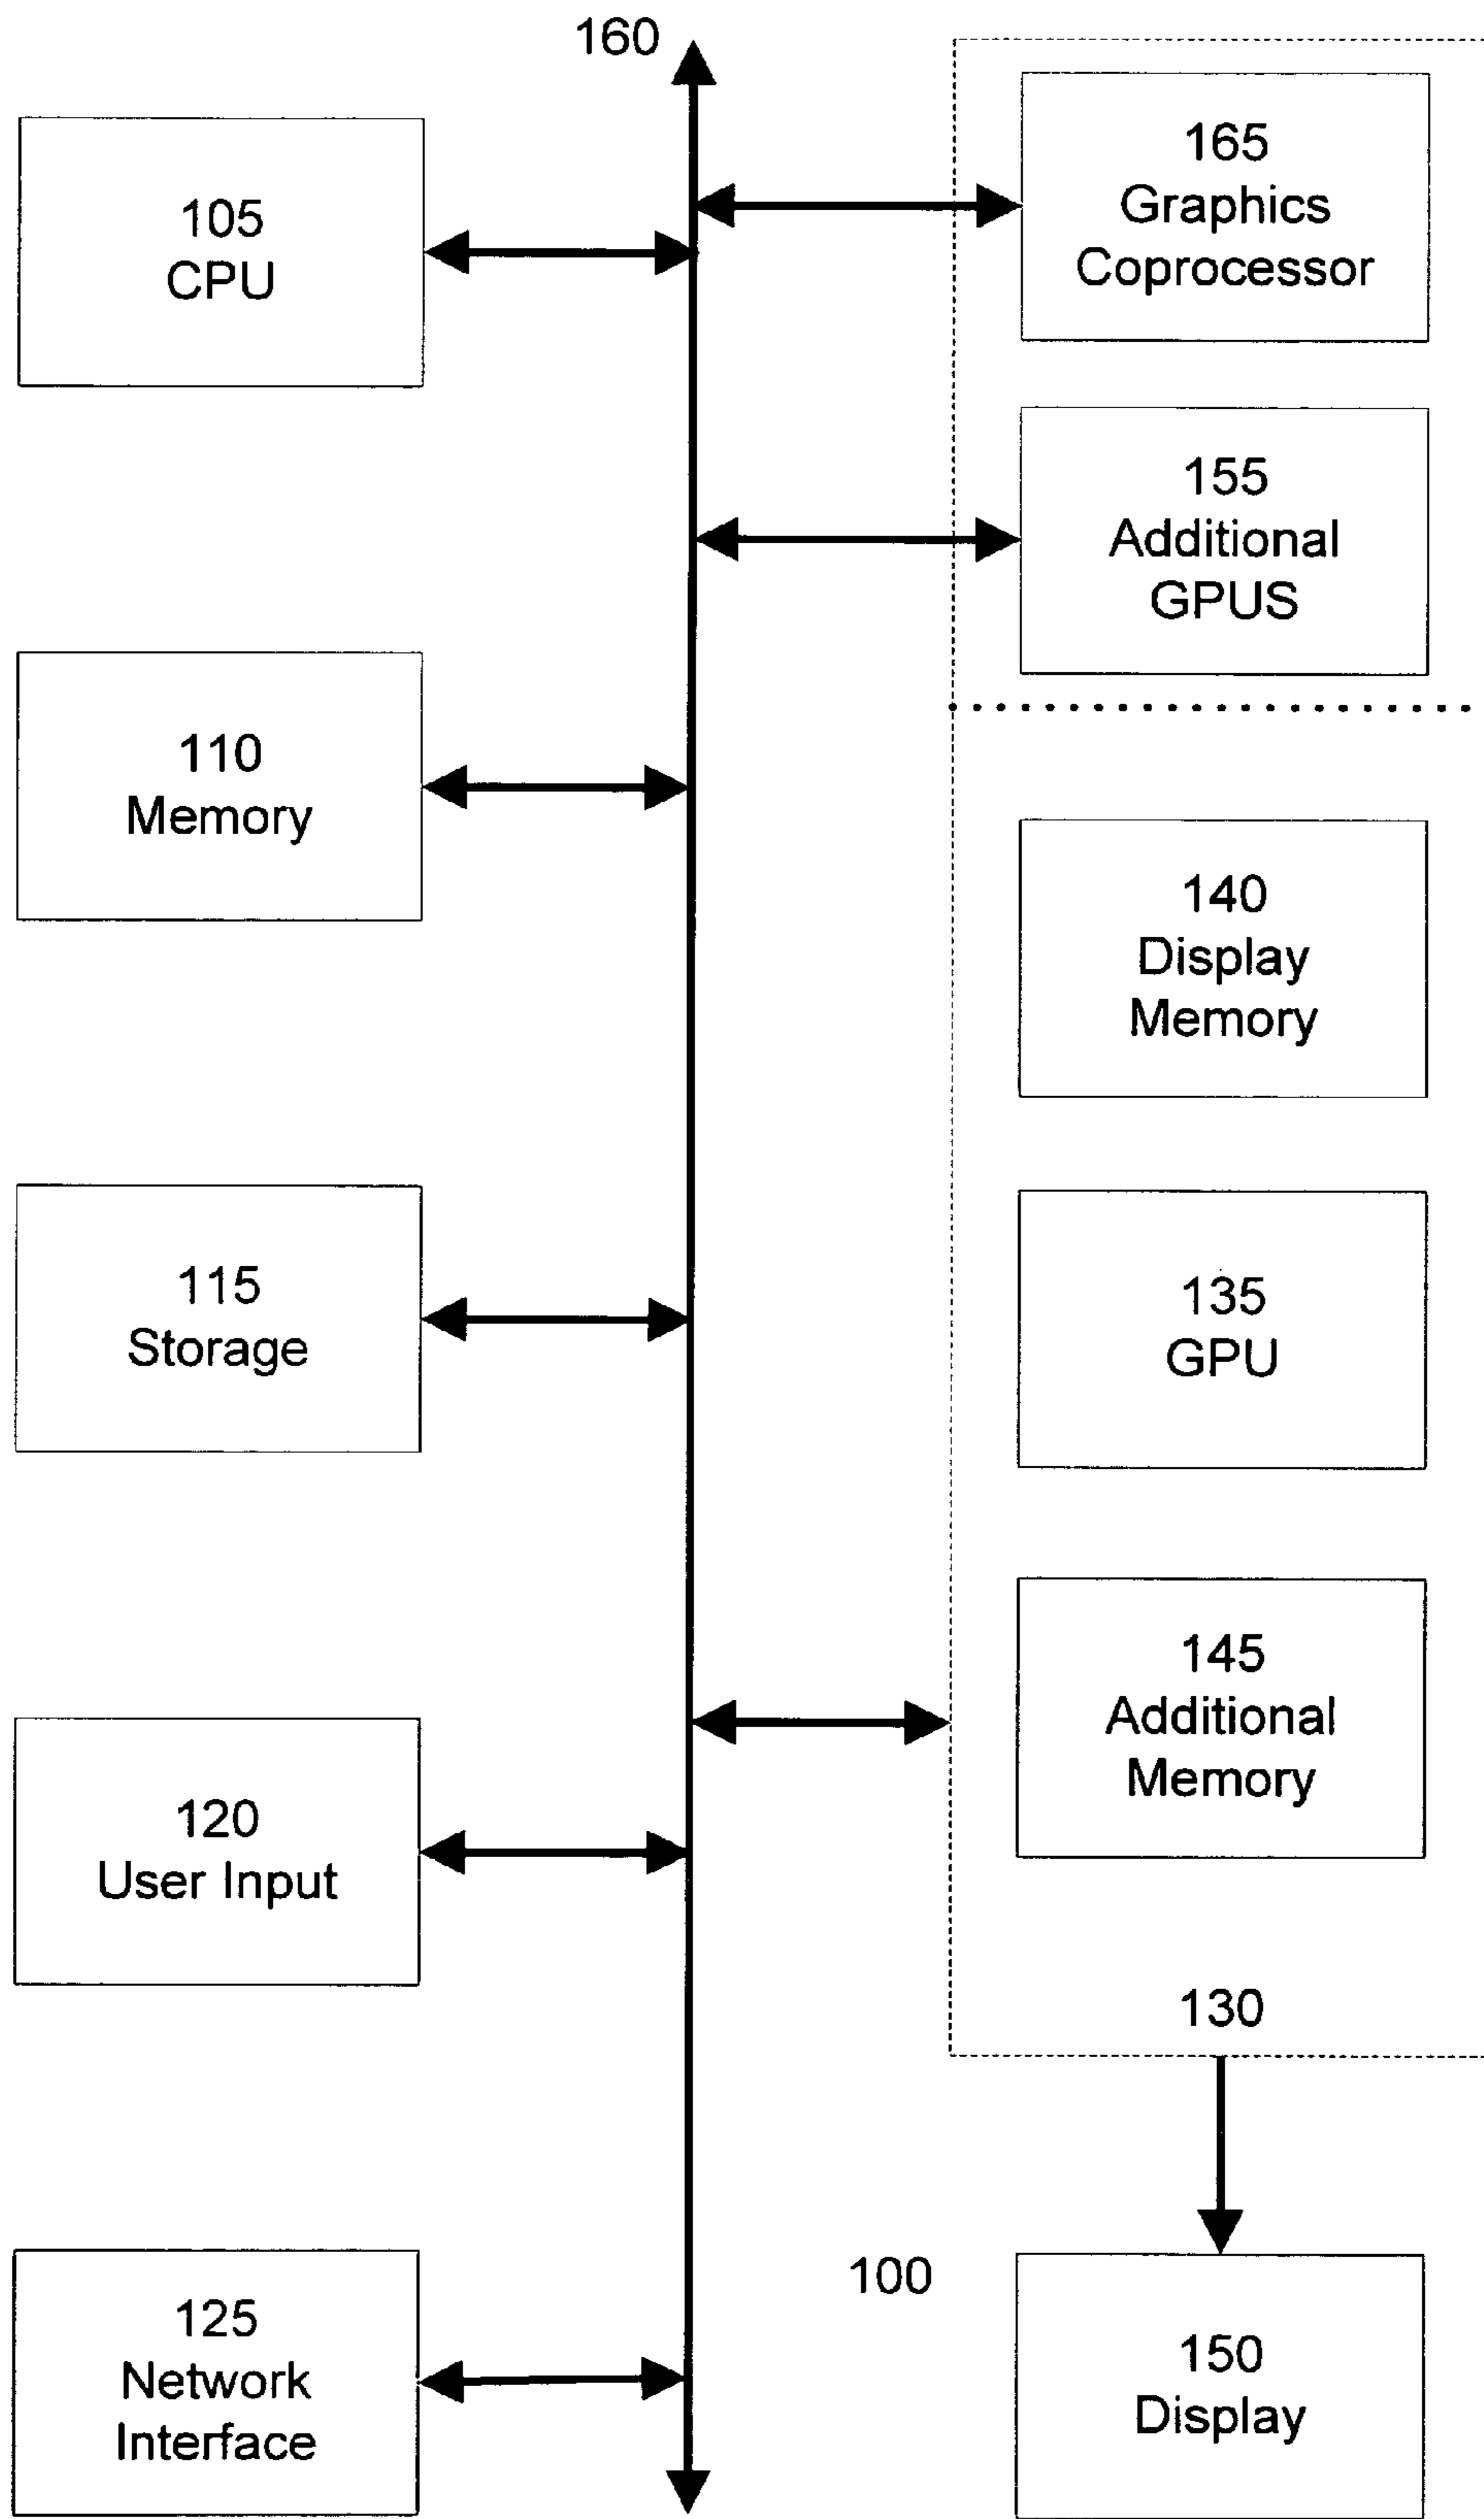 160
105
CPU
110
Memory
115
Storage
120
User Input
125
Network
Interface
165
Graphics
Coprocessor
155
Additional
GPUS
140
Display
Memory
135
GPU
145
Additional
Memory
130
100
150
Display